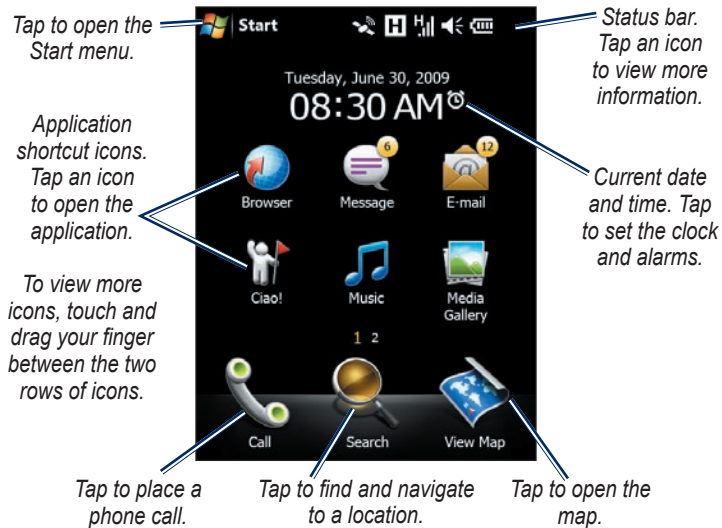 Tap to open the
Start menu.
Start
H
H
Status bar.
Tap an icon
to view more
information.
Tuesday, June 30, 2009
08:30 AM
Application
shortcut icons.
Tap an icon
to open the
application.
6
12
@
Browser
Message
E-mail
Current date
and time. Tap
to set the clock
and alarms.
To view more
icons, touch and
drag your finger
between the two
rows of icons.
Ciao!
Music
Media
Gallery
1 2
Call
Search
View Map
Tap to place a
phone call.
Tap to find and navigate
to a location.
Tap to open the
map.